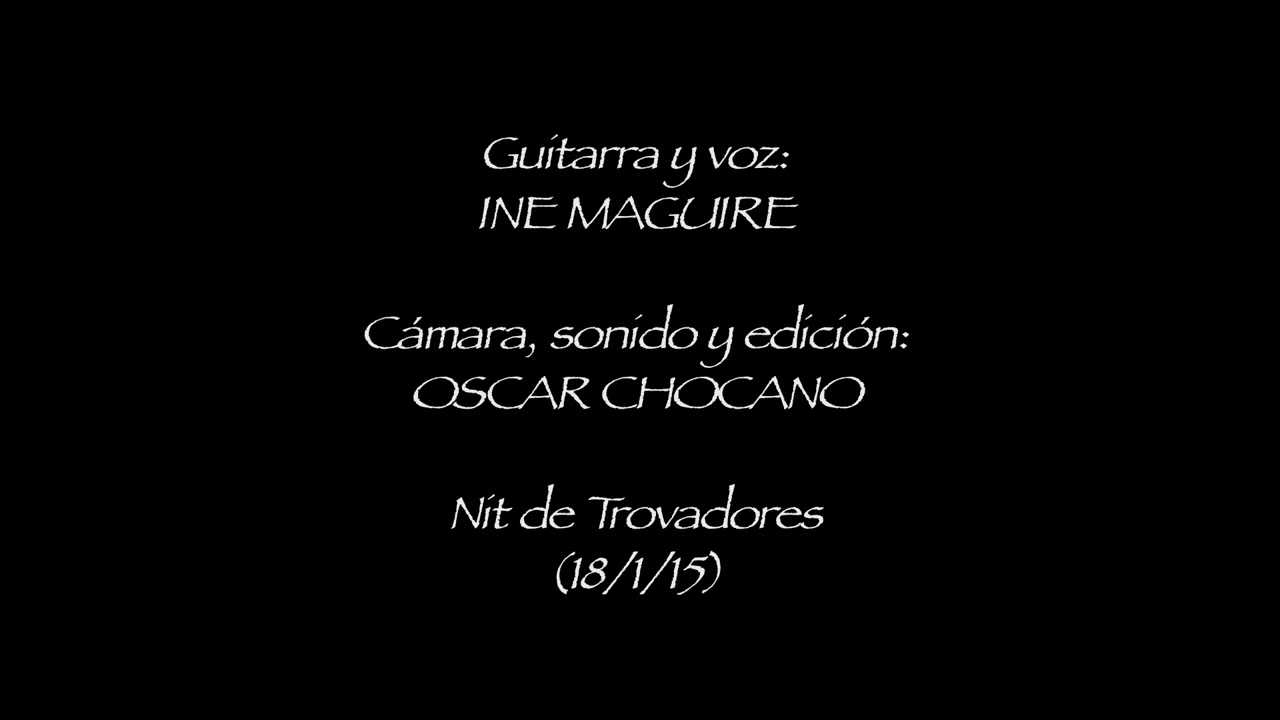 Guitarra y voz:
INE MAGUIRE
Cámara, sonido y edición:
OSCAR CHOCANO
Nit de Trovadores
(18/1/15)